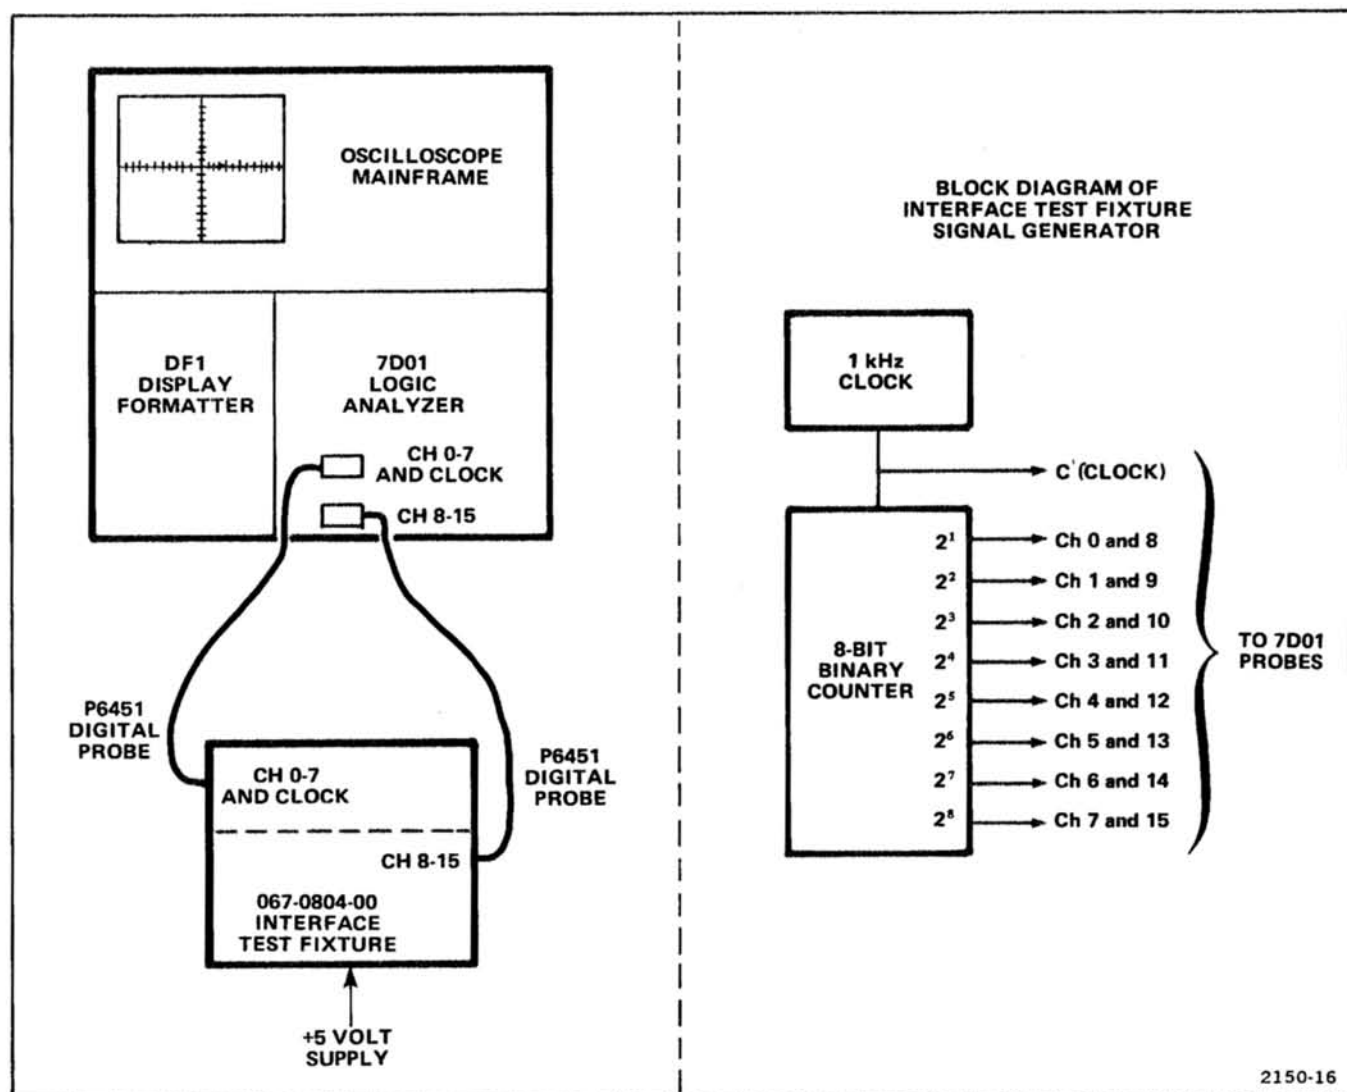 OSCILLOSCOPE
MAINFRAME
DF1
DISPLAY
FORMATTER
7D01
LOGIC
ANALYZER
CH 0-7
AND CLOCK
CH 8-15
P6451
DIGITAL
PROBE
P6451
DIGITAL
PROBE
CH 0-7
AND CLOCK
CH 8-15
067-0804-00
INTERFACE
TEST FIXTURE
+5 VOLT
SUPPLY
BLOCK DIAGRAM OF
INTERFACE TEST FIXTURE
SIGNAL GENERATOR
1 kHz
CLOCK
C' (CLOCK)
8-BIT
BINARY
COUNTER
2¹ Ch 0 and 8
2² Ch 1 and 9
2³ Ch 2 and 10
2⁴ Ch 3 and 11
2⁵ Ch 4 and 12
2⁶ Ch 5 and 13
2⁷ Ch 6 and 14
2⁸ Ch 7 and 15
TO 7D01
PROBES
2150-16